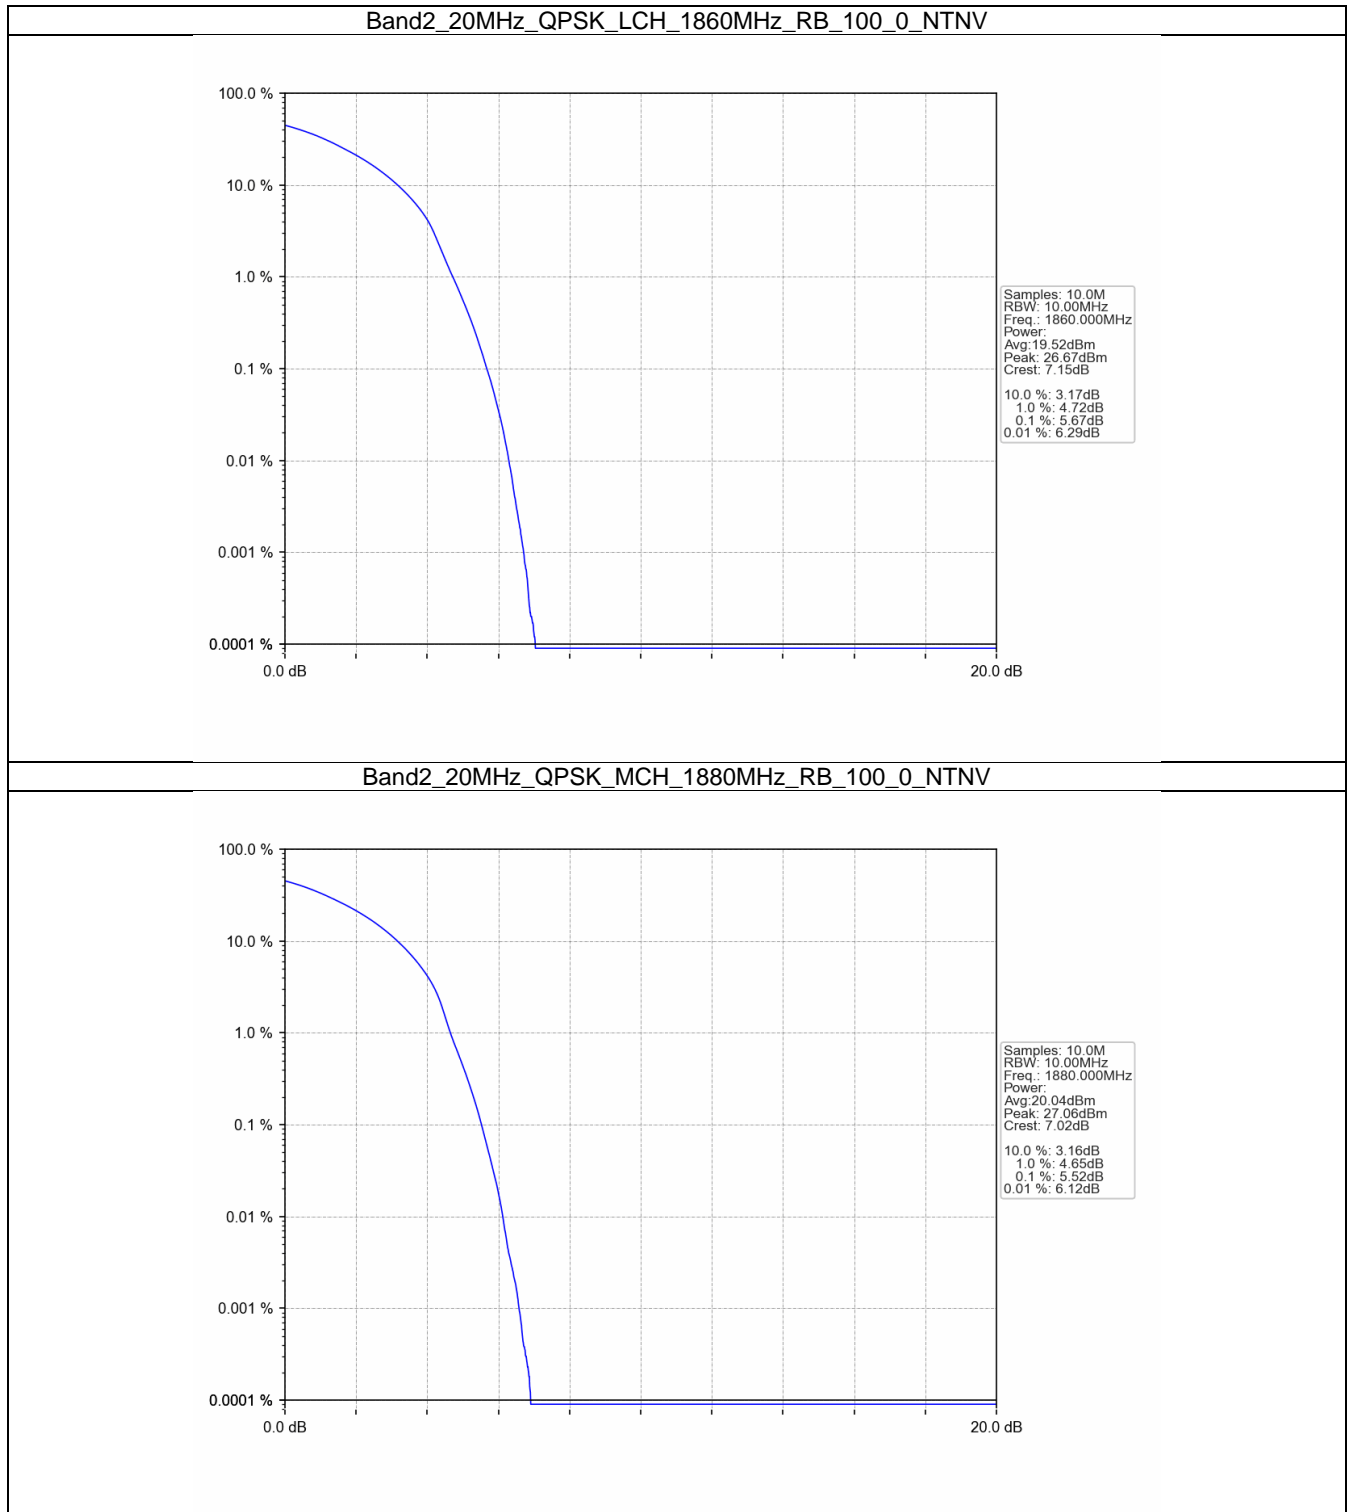 Band2_20MHz_QPSK_LCH_1860MHz_RB_100_0_NTNV
100.0 %
10.0 %
1.0 %
0.1 %
0.01 %
0.001 %
0.0001 %
0.0 dB
20.0 dB
Samples: 10.0M
RBW: 10.00MHz
Freq.: 1860.000MHz
Power:
Avg:19.52dBm
Peak: 26.67dBm
Crest: 7.15dB
10.0 %: 3.17dB
1.0 %: 4.72dB
0.1 %: 5.67dB
0.01 %: 6.29dB
Band2_20MHz_QPSK_MCH_1880MHz_RB_100_0_NTNV
100.0 %
10.0 %
1.0 %
0.1 %
0.01 %
0.001 %
0.0001 %
0.0 dB
20.0 dB
Samples: 10.0M
RBW: 10.00MHz
Freq.: 1880.000MHz
Power:
Avg:20.04dBm
Peak: 27.06dBm
Crest: 7.02dB
10.0 %: 3.16dB
1.0 %: 4.65dB
0.1 %: 5.52dB
0.01 %: 6.12dB